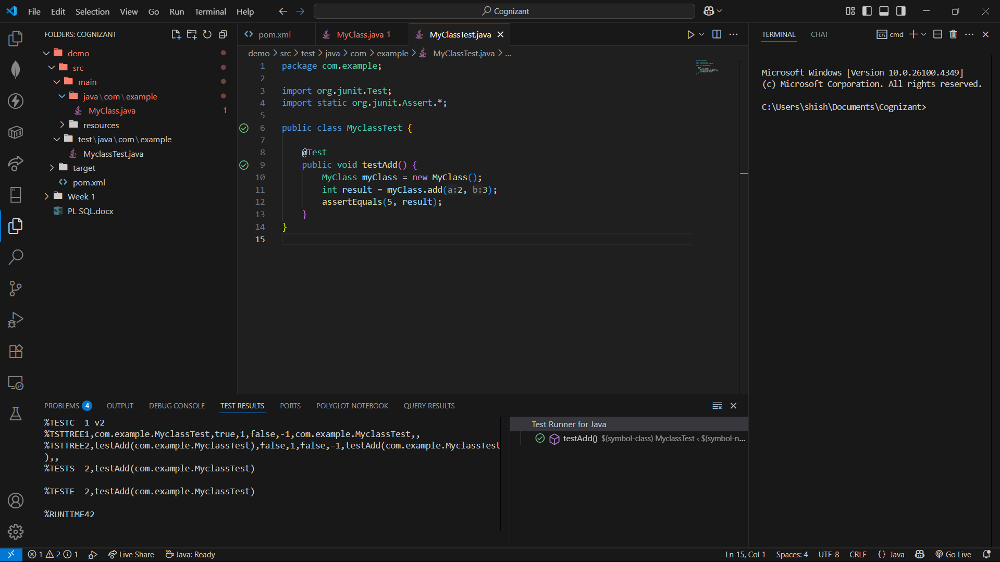 File Edit Selection View Go Run Terminal Help
Cognizant
FOLDERS: COGNIZANT
demo
src
main
java\com\example
MyClass.java 1
resources
test\java\com\example
MyclassTest.java
target
pom.xml
Week 1
PL SQL.docx
pom.xml MyClass.java 1 MyClassTest.java
demo > src > test > java > com > example > MyClassTest.java > ...
1 package com.example;
2
3 import org.junit.Test;
4 import static org.junit.Assert.*;
5
6 public class MyclassTest {
7
8 @Test
9 public void testAdd() {
10 MyClass myClass = new MyClass();
11 int result = myClass.add(a:2, b:3);
12 assertEquals(5, result);
13 }
14 }
15
TERMINAL CHAT cmd
Microsoft Windows [Version 10.0.26100.4349]
(c) Microsoft Corporation. All rights reserved.
C:\Users\shish\Documents\Cognizant>
PROBLEMS 4 OUTPUT DEBUG CONSOLE TEST RESULTS PORTS POLYGLOT NOTEBOOK QUERY RESULTS
%TESTC 1 v2
%TSTTREE1,com.example.MyclassTest,true,1,false,-1,com.example.MyclassTest,,
%TSTTREE2,testAdd(com.example.MyclassTest),false,1,false,-1,testAdd(com.example.MyclassTest
),,
%TESTS 2,testAdd(com.example.MyclassTest)
%TESTE 2,testAdd(com.example.MyclassTest)
%RUNTIME42
Test Runner for Java
testAdd() $(symbol-class) MyclassTest < $(symbol-n...
1 2 1 Live Share Java: Ready
Ln 15, Col 1 Spaces: 4 UTF-8 CRLF {} Java Go Live